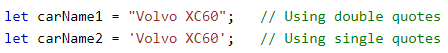 let carName1 = "Volvo XC60";   // Using double quotes
let carName2 = 'Volvo XC60';   // Using single quotes